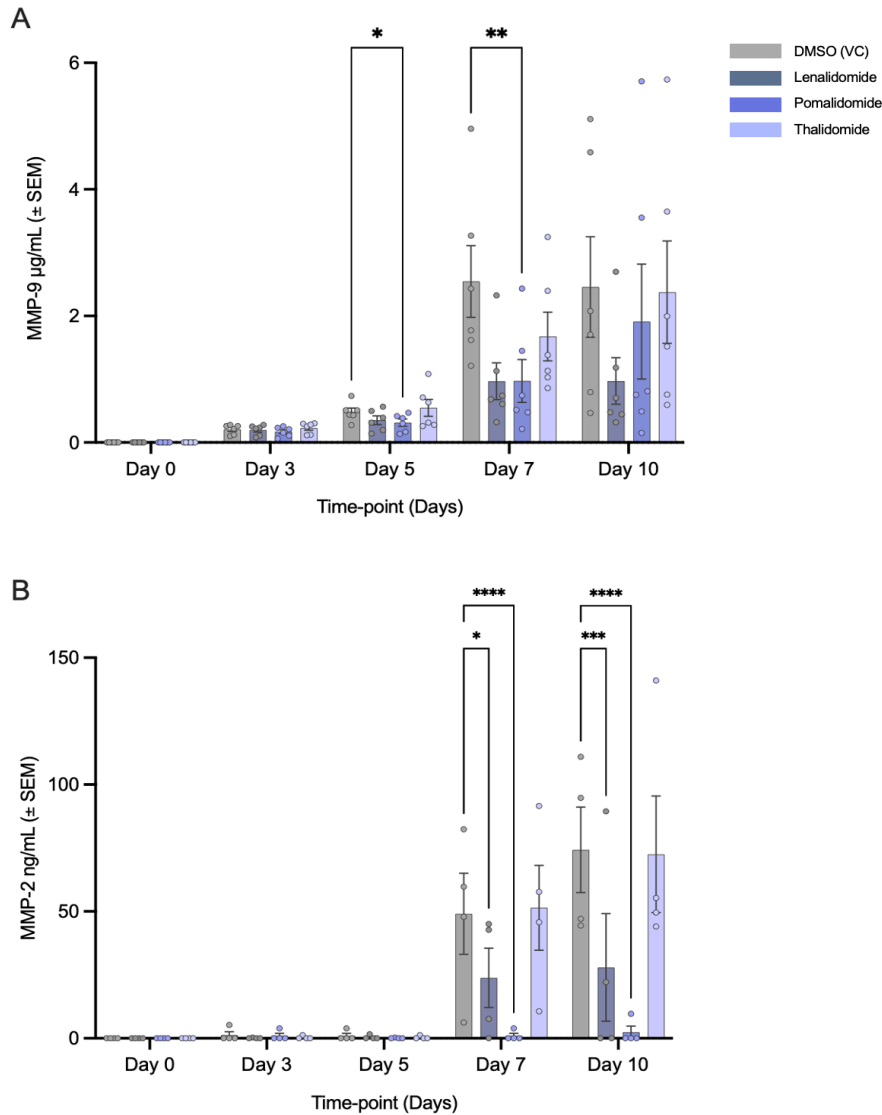 A
* **
DMSO (VC)
Lenalidomide
Pomalidomide
Thalidomide
6
4
2
0
MMP-9 µg/mL (± SEM)
Day 0 Day 3 Day 5 Day 7 Day 10
Time-point (Days)
B
**** ****
* ***
150
100
50
0
MMP-2 ng/mL (± SEM)
Day 0 Day 3 Day 5 Day 7 Day 10
Time-point (Days)